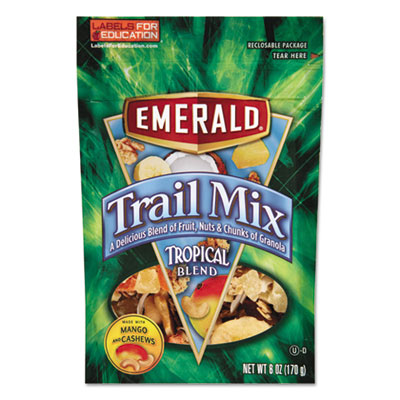 LABELS FOR EDUCATION
LabelsForEducation.com
RECLOSABLE PACKAGE
TEAR HERE
EMERALD®
Trail Mix
A Delicious Blend of Fruit, Nuts & Chunks of Granola
TROPICAL
BLEND
MADE WITH
MANGO
AND CASHEWS
U-D
NET WT 6 OZ (170 g)